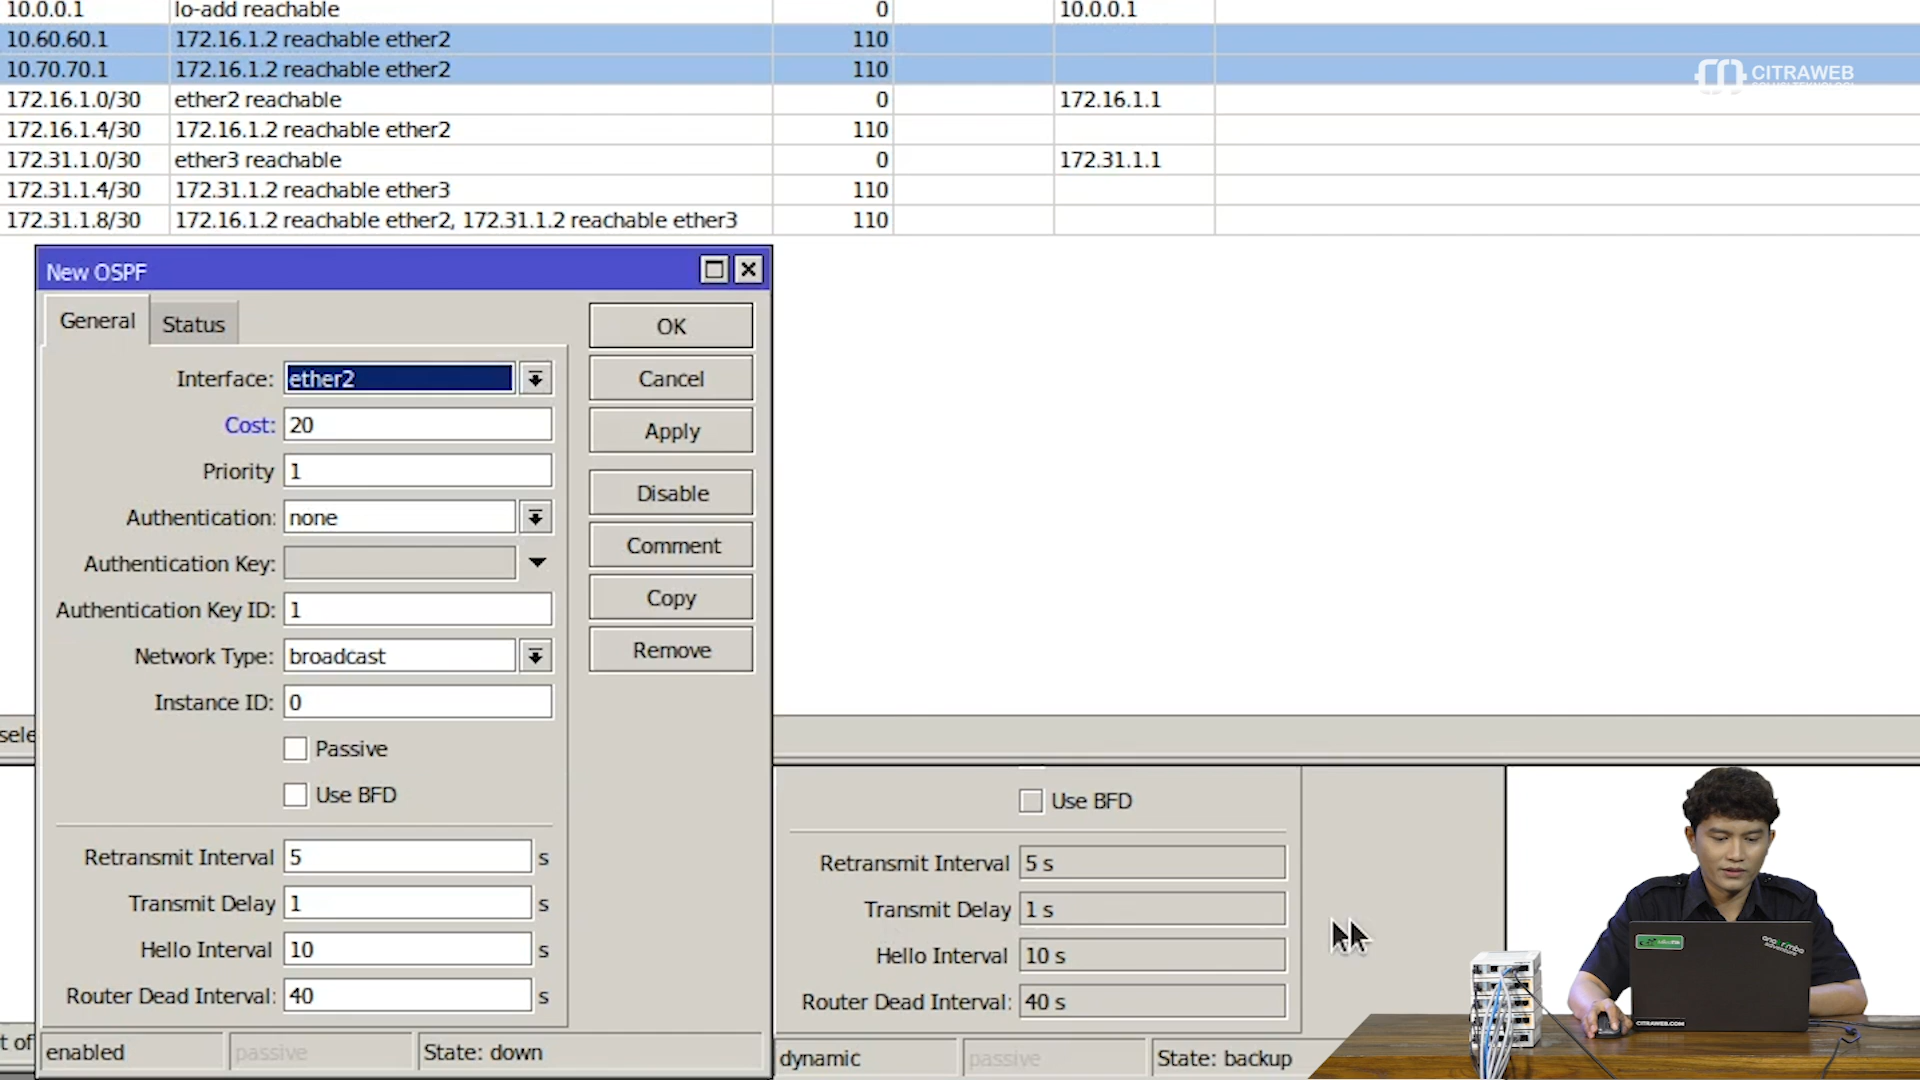 10.0.0.1 lo-add reachable 0 10.0.0.1
10.60.60.1 172.16.1.2 reachable ether2 110
10.70.70.1 172.16.1.2 reachable ether2 110
CITRAWEB
172.16.1.0/30 ether2 reachable 0 172.16.1.1
172.16.1.4/30 172.16.1.2 reachable ether2 110
172.31.1.0/30 ether3 reachable 0 172.31.1.1
172.31.1.4/30 172.31.1.2 reachable ether3 110
172.31.1.8/30 172.16.1.2 reachable ether2, 172.31.1.2 reachable ether3 110
New OSPF
General Status
Interface: ether2
Cost: 20
Priority 1
Authentication: none
Authentication Key:
Authentication Key ID: 1
Network Type: broadcast
Instance ID: 0
Passive
Use BFD
Retransmit Interval 5 s
Transmit Delay 1 s
Hello Interval 10 s
Router Dead Interval: 40 s
enabled passive State: down
OK
Cancel
Apply
Disable
Comment
Copy
Remove
sele
t of
Use BFD
Retransmit Interval 5 s
Transmit Delay 1 s
Hello Interval 10 s
Router Dead Interval: 40 s
dynamic passive State: backup
CITRAWEB.COM